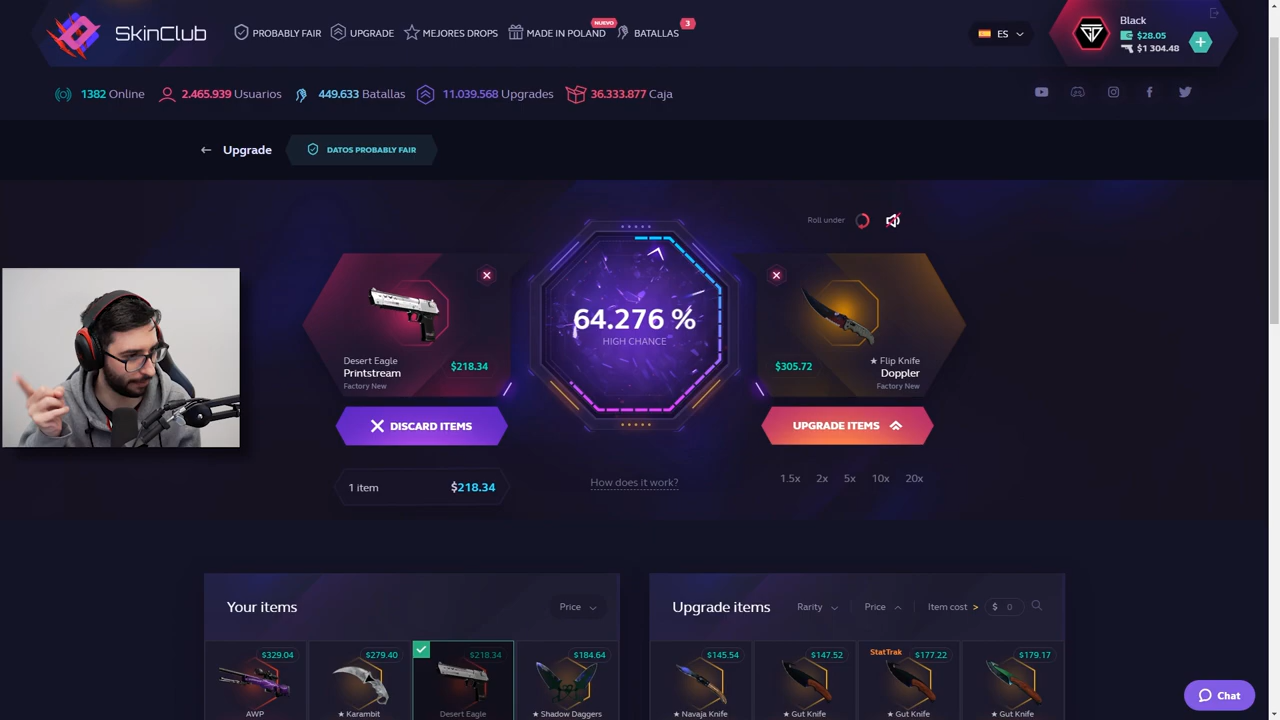 SkinClub
PROBABLY FAIR
UPGRA
MEJORES DROPS
MADE IN POLAND
NUEVO
BATALLAS
3
ES
Black
$28.05
$1 304.48
1382 Online
2.465.939 Usuarios
449.633 Batallas
11.039.568 Upgrades
36.333.877 Caja
Upgrade
DATOS PROBABLY FAIR
Roll under
64.276 %
HIGH CHANCE
Desert Eagle
Printstream
Factory New
$218.34
$305.72
★ Flip Knife
Doppler
Factory New
DISCARD ITEMS
UPGRADE ITEMS
1 item
$218.34
How does it work?
1.5x
2x
5x
10x
20x
Your items
Price
Upgrade items
Rarity
Price
Item cost >
$ 0
$329.04
AWP
$279.40
★ Karambit
$218.34
Desert Eagle
$184.64
★ Shadow Daggers
$145.54
★ Navaja Knife
$147.52
★ Gut Knife
StatTrak
$177.22
★ Gut Knife
$179.17
★ Gut Knife
Chat